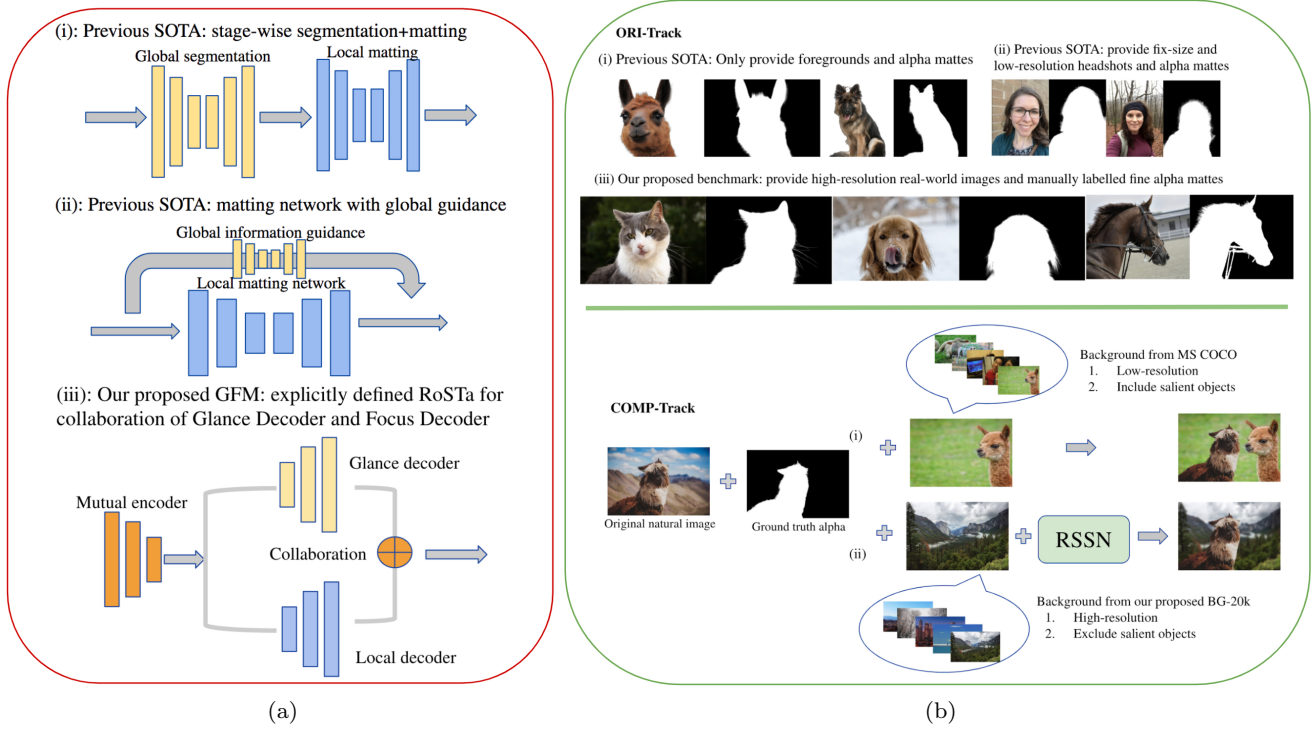 (i): Previous SOTA: stage-wise segmentation+matting
Global segmentation
Local matting
(ii): Previous SOTA: matting network with global guidance
Global information guidance
Local matting network
(iii): Our proposed GFM: explicitly defined RoSTa for
collaboration of Glance Decoder and Focus Decoder
Glance decoder
Mutual encoder
Collaboration
Local decoder
(a)
ORI-Track
(i) Previous SOTA: Only provide foregrounds and alpha mattes
(ii) Previous SOTA: provide fix-size and
low-resolution headshots and alpha mattes
(iii) Our proposed benchmark: provide high-resolution real-world images and manually labelled fine alpha mattes
Background from MS COCO
1. Low-resolution
2. Include salient objects
COMP-Track
(i)
Original natural image
Ground truth alpha
(ii)
RSSN
Background from our proposed BG-20k
1. High-resolution
2. Exclude salient objects
(b)